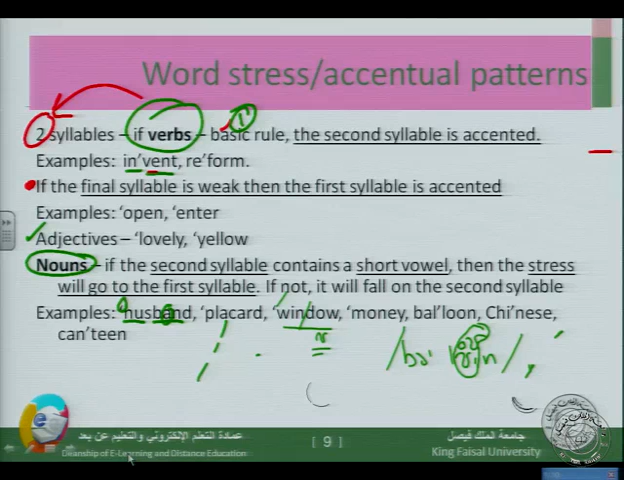 Word stress/accentual patterns
2 syllables – if verbs – basic rule, the second syllable is accented.
Examples: in'vent, re'form.
If the final syllable is weak then the first syllable is accented
Examples: 'open, 'enter
Adjectives – 'lovely, 'yellow
Nouns – if the second syllable contains a short vowel, then the stress
will go to the first syllable. If not, it will fall on the second syllable
Examples: 'husband, 'placard, 'window, 'money, bal'loon, Chi'nese,
can'teen
عمادة التعلم الإلكتروني والتعليم عن بعد
Deanship of E-Learning and Distance Education
[ 9 ]
جامعة الملك فيصل
King Faisal University